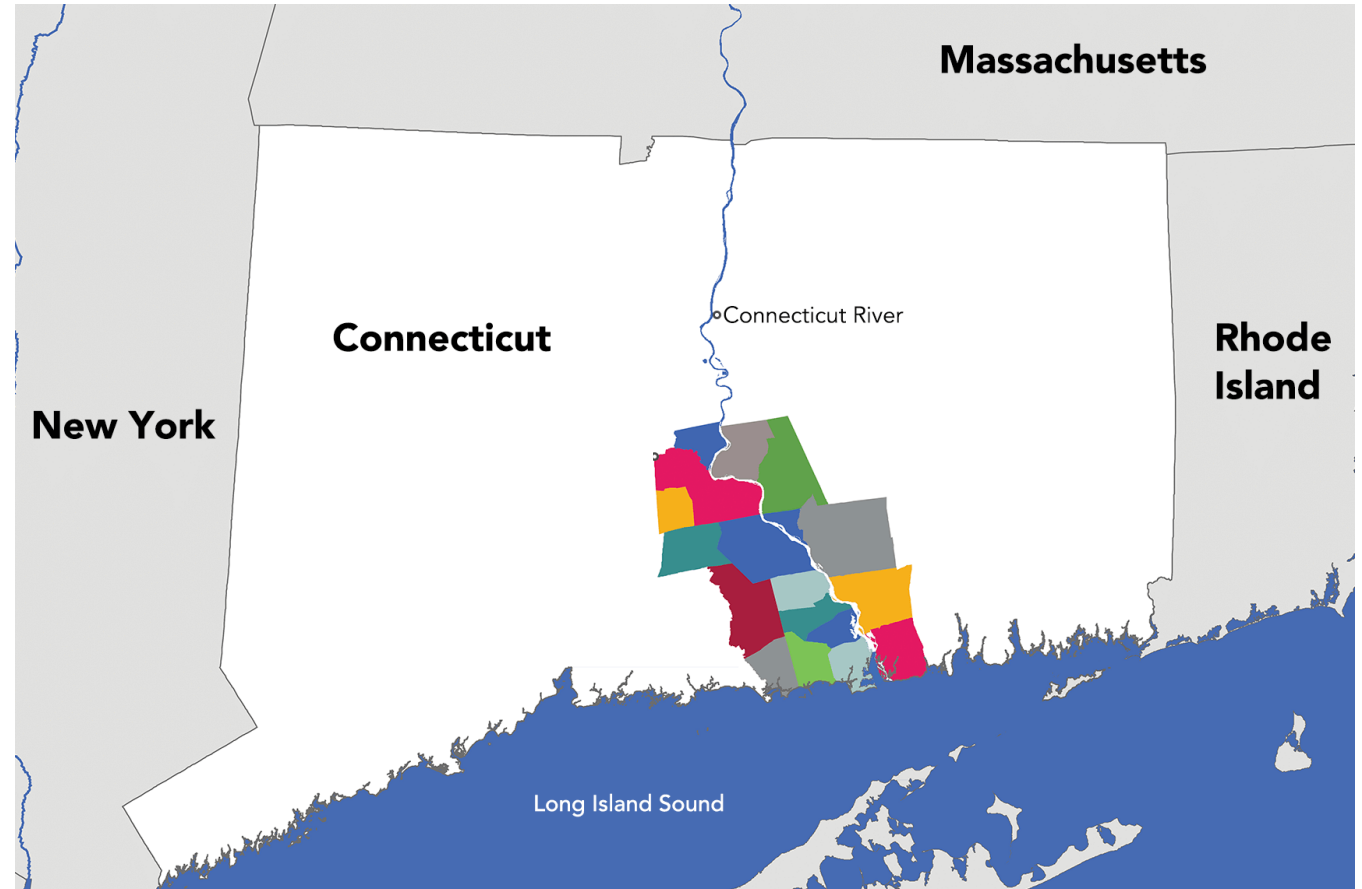 Massachusetts
Connecticut River
Connecticut
Rhode
Island
New York
Long Island Sound